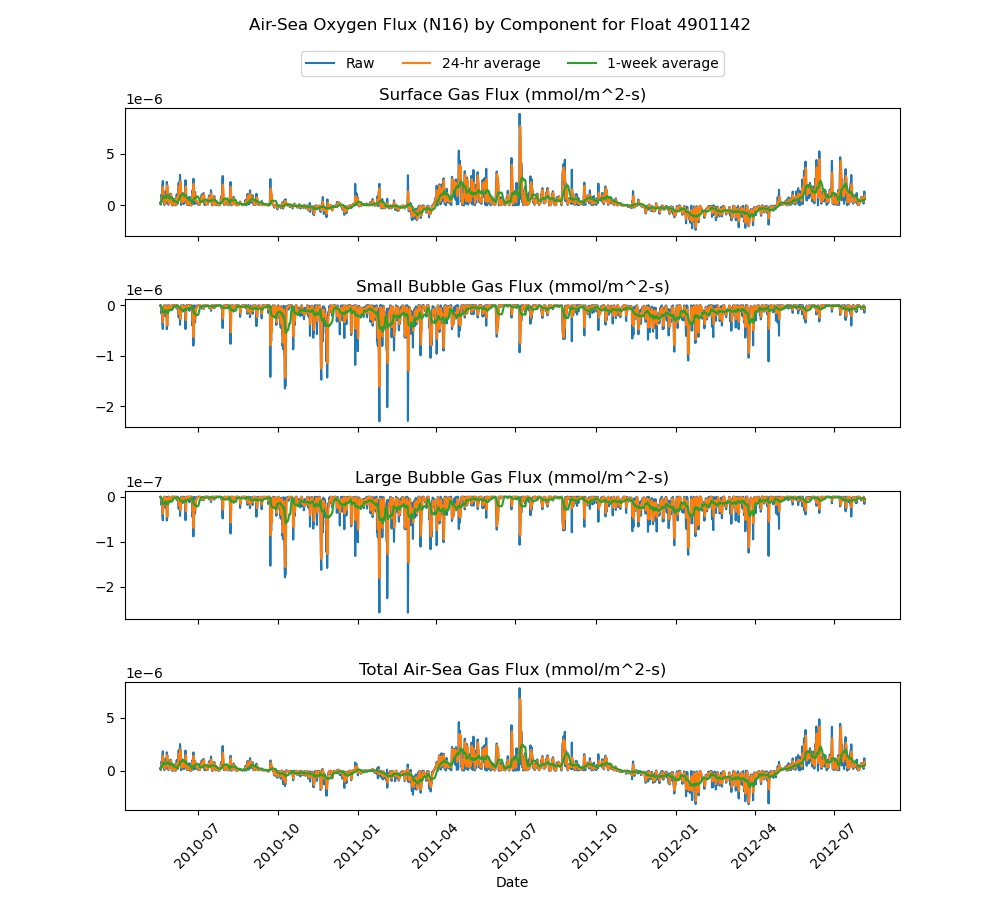 Air-Sea Oxygen Flux (N16) by Component for Float 4901142
Raw 24-hr average 1-week average
Surface Gas Flux (mmol/m^2-s)
1e−6
5
0
Small Bubble Gas Flux (mmol/m^2-s)
1e−6
0
−1
−2
Large Bubble Gas Flux (mmol/m^2-s)
1e−7
0
−1
−2
Total Air-Sea Gas Flux (mmol/m^2-s)
1e−6
5
0
2010-07 2010-10 2011-01 2011-04 2011-07 2011-10 2012-01 2012-04 2012-07
Date